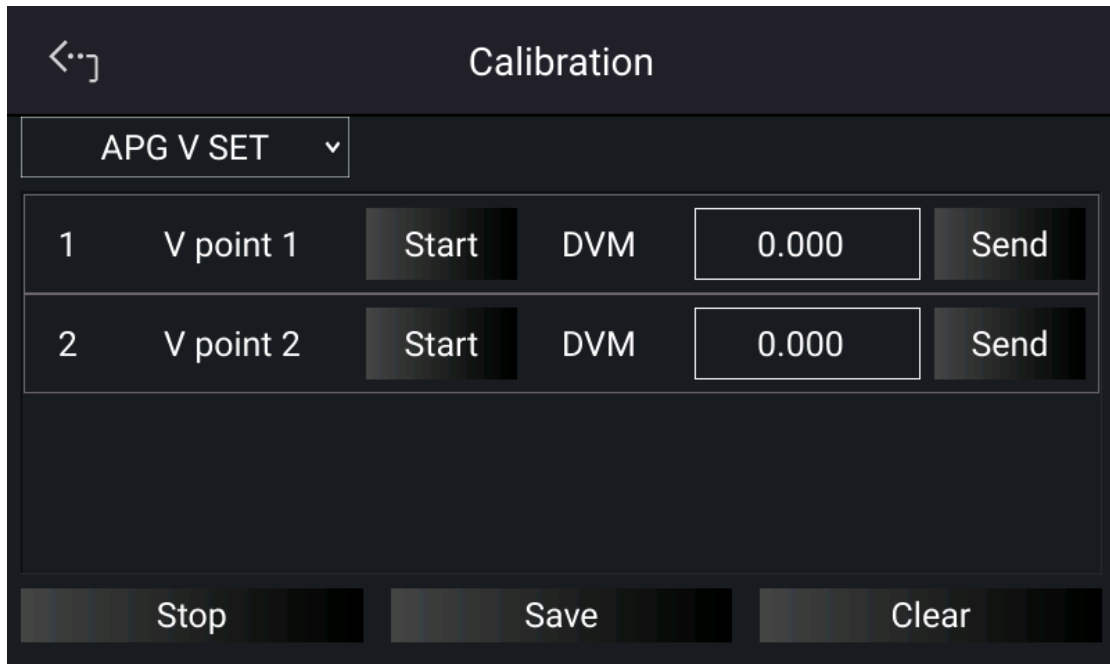 Calibration
APG V SET
1 V point 1 Start DVM 0.000 Send
2 V point 2 Start DVM 0.000 Send
Stop Save Clear